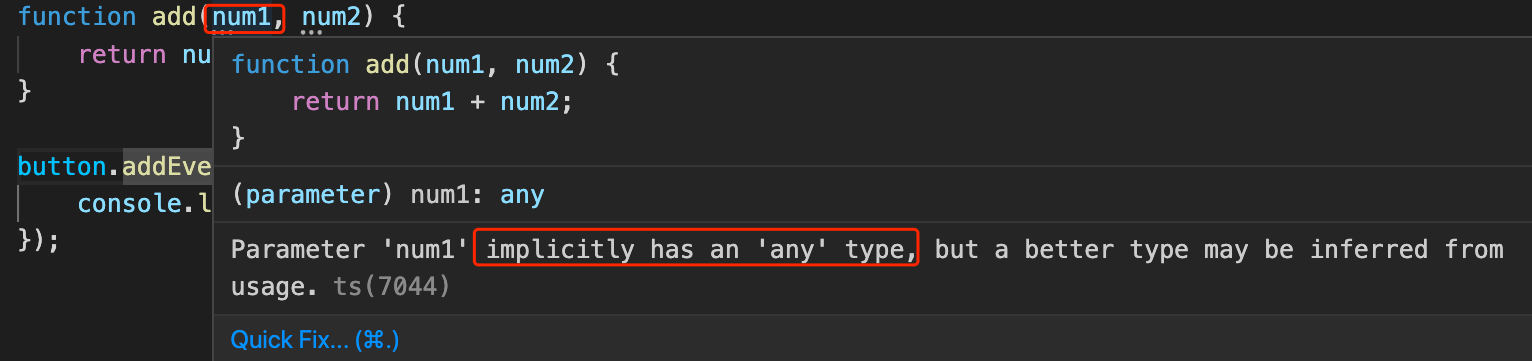 function add(num1, num2) {
    return nu
function add(num1, num2) {
    return num1 + num2;
}
}
button.addEve
    console.l
});
(parameter) num1: any
Parameter 'num1' implicitly has an 'any' type, but a better type may be inferred from
usage. ts(7044)
Quick Fix... (⌘.)